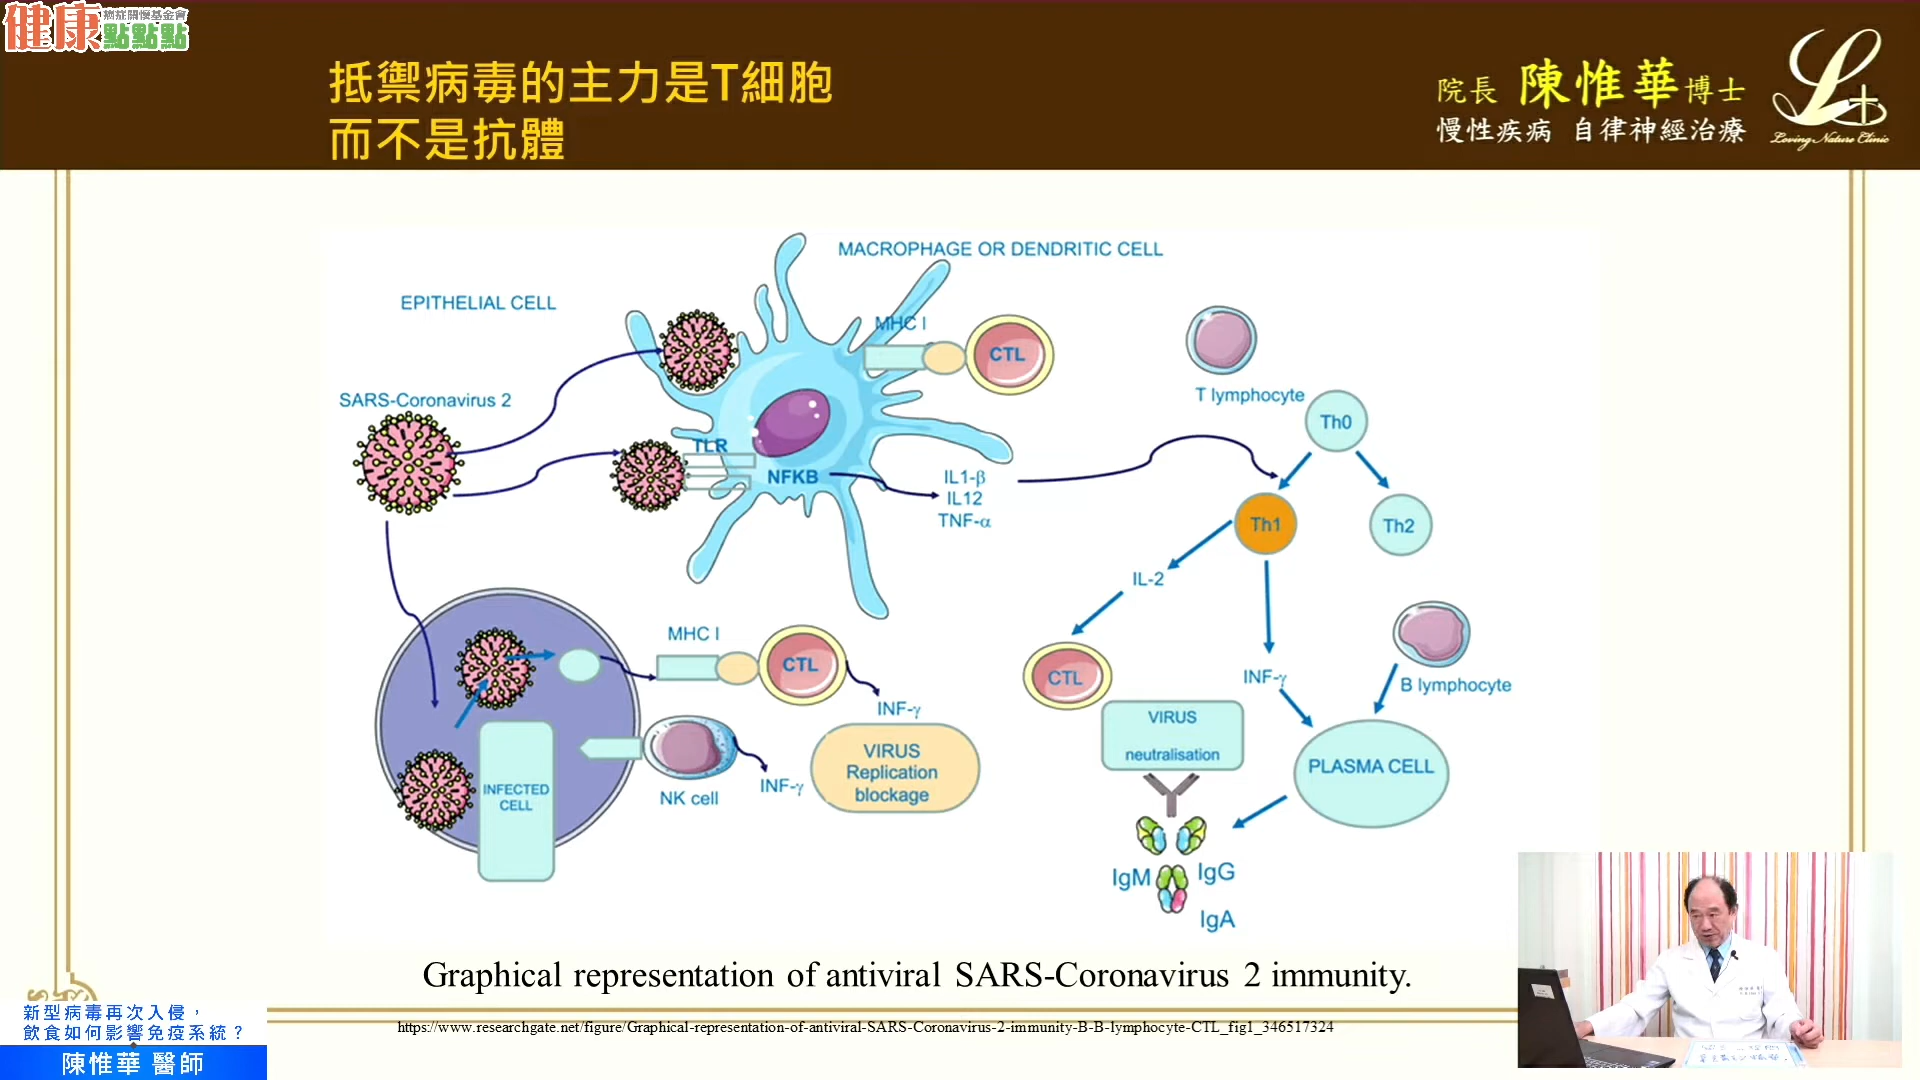 健康
癌症關懷基金會
點點點
抵禦病毒的主力是T細胞
而不是抗體
院長 陳惟華博士
慢性疾病 自律神經治療
Loving Nature Clinic
MACROPHAGE OR DENDRITIC CELL
EPITHELIAL CELL
MHC I
CTL
SARS-Coronavirus 2
T lymphocyte
Th0
TLR
NFKB
IL1-β
IL12
TNF-α
Th1
Th2
IL-2
MHC I
CTL
INF-γ
CTL
INF-γ
B lymphocyte
VIRUS
neutralisation
PLASMA CELL
INFECTED
CELL
NK cell
INF-γ
VIRUS
Replication
blockage
IgM
IgG
IgA
Graphical representation of antiviral SARS-Coronavirus 2 immunity.
https://www.researchgate.net/figure/Graphical-representation-of-antiviral-SARS-Coronavirus-2-immunity-B-B-lymphocyte-CTL_fig1_346517324
新型病毒再次入侵，
飲食如何影響免疫系統？
陳惟華 醫師